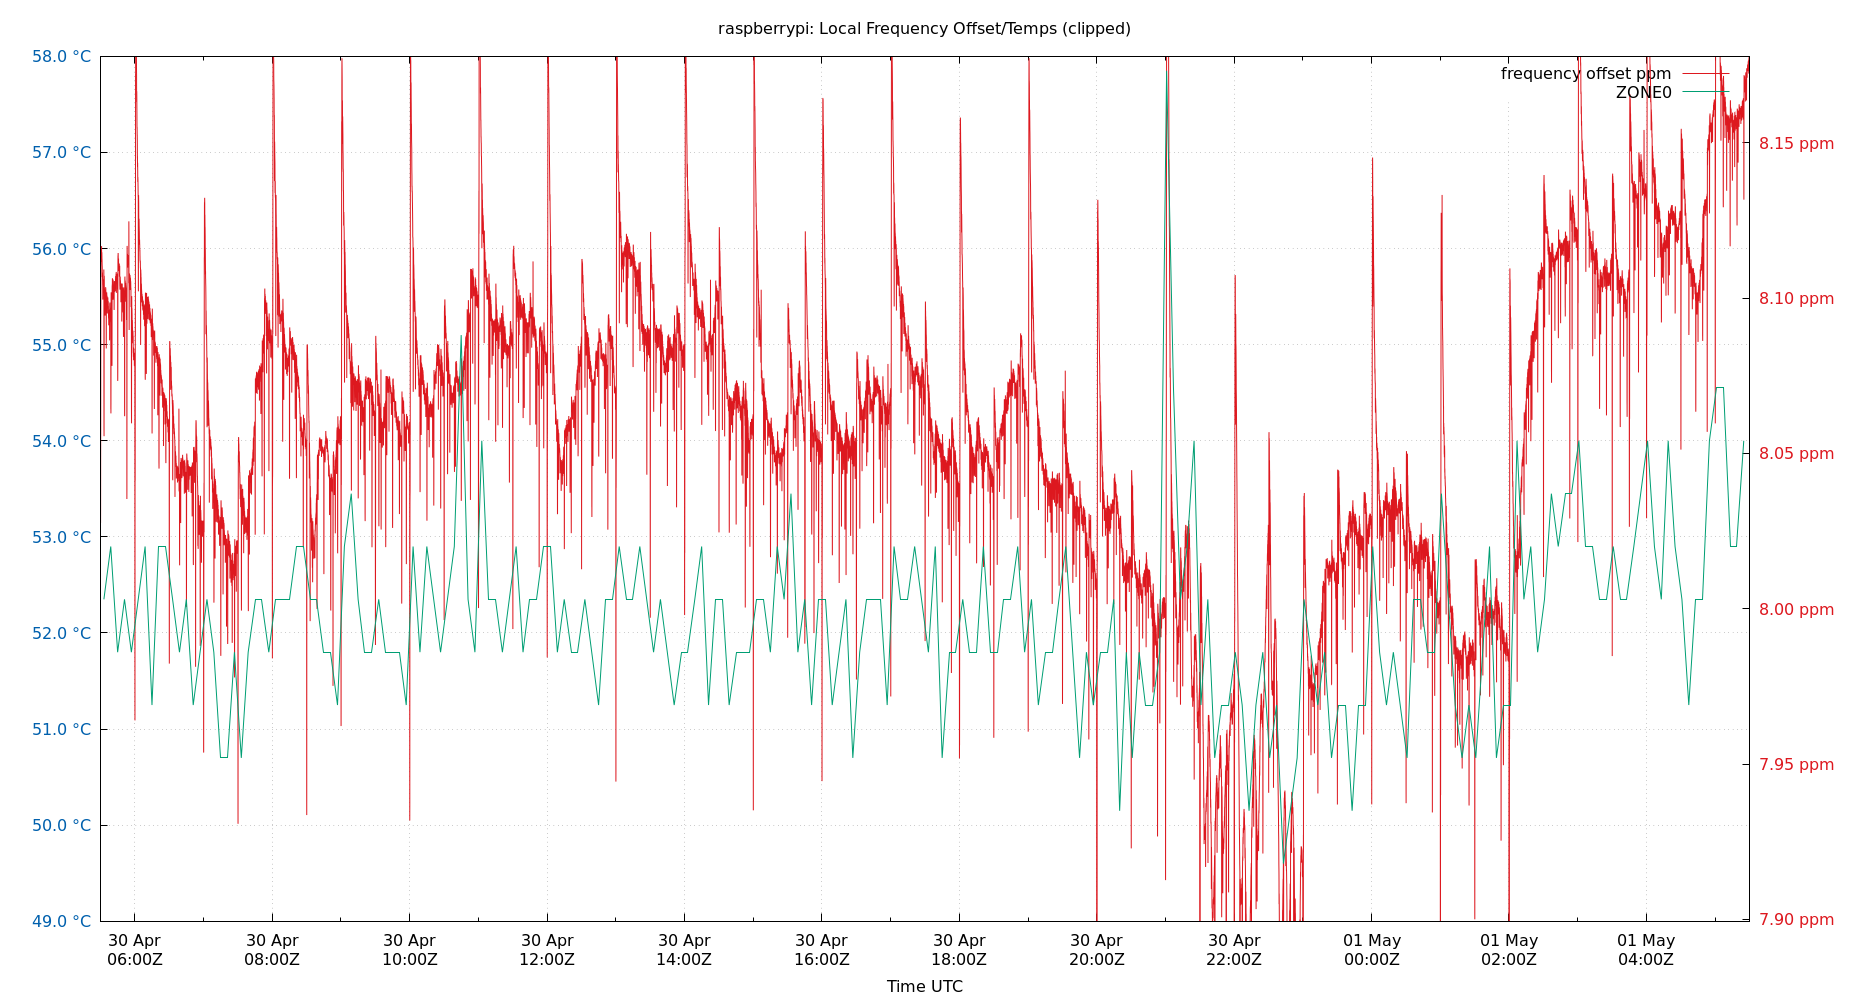 raspberrypi: Local Frequency Offset/Temps (clipped)
58.0 °C
57.0 °C
56.0 °C
55.0 °C
54.0 °C
53.0 °C
52.0 °C
51.0 °C
50.0 °C
49.0 °C
frequency offset ppm
ZONE0
8.15 ppm
8.10 ppm
8.05 ppm
8.00 ppm
7.95 ppm
7.90 ppm
30 Apr 30 Apr 30 Apr 30 Apr 30 Apr 30 Apr 30 Apr 30 Apr 30 Apr 01 May 01 May 01 May
06:00Z 08:00Z 10:00Z 12:00Z 14:00Z 16:00Z 18:00Z 20:00Z 22:00Z 00:00Z 02:00Z 04:00Z
Time UTC